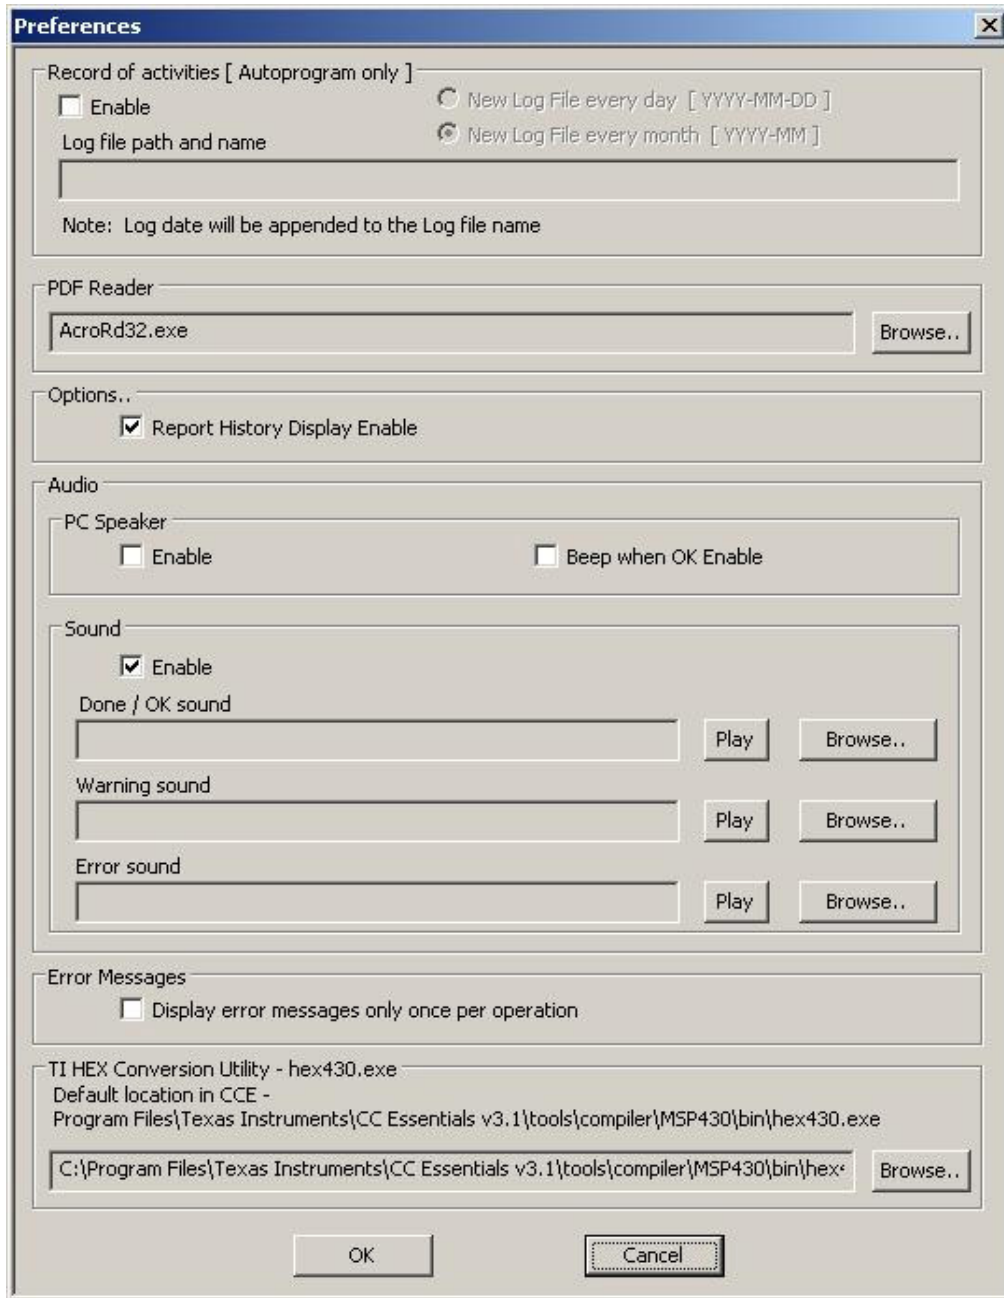 Preferences
Record of activities [ Autoprogram only ]
Enable
New Log File every day [ YYYY-MM-DD ]
New Log File every month [ YYYY-MM ]
Log file path and name
Note: Log date will be appended to the Log file name
PDF Reader
AcroRd32.exe
Browse..
Options..
Report History Display Enable
Audio
PC Speaker
Enable
Beep when OK Enable
Sound
Enable
Done / OK sound
Play
Browse..
Warning sound
Play
Browse..
Error sound
Play
Browse..
Error Messages
Display error messages only once per operation
TI HEX Conversion Utility - hex430.exe
Default location in CCE -
Program Files\Texas Instruments\CC Essentials v3.1\tools\compiler\MSP430\bin\hex430.exe
C:\Program Files\Texas Instruments\CC Essentials v3.1\tools\compiler\MSP430\bin\hex
Browse..
OK
Cancel